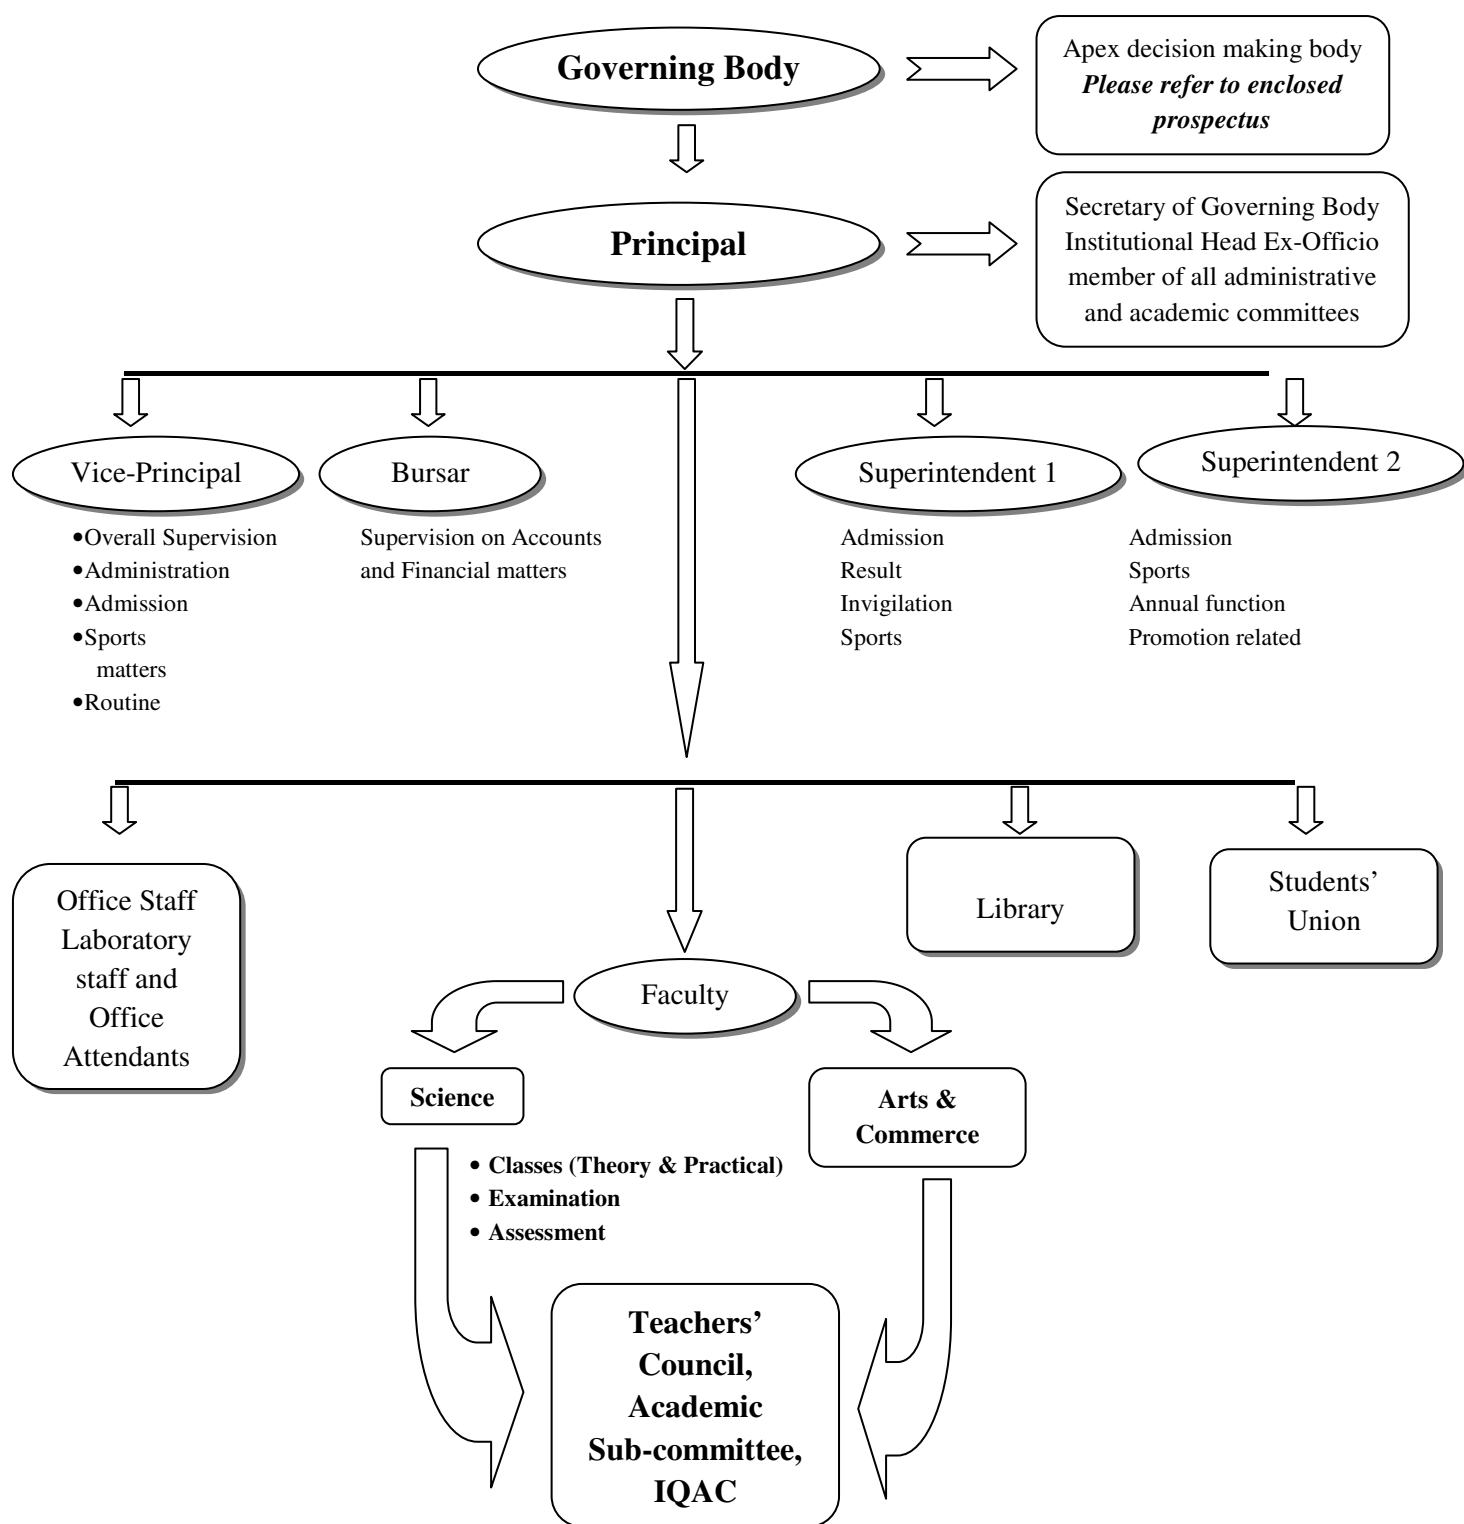 Governing Body
Apex decision making body
Please refer to enclosed
prospectus
Principal
Secretary of Governing Body
Institutional Head Ex-Officio
member of all administrative
and academic committees
Vice-Principal
•Overall Supervision
•Administration
•Admission
•Sports
matters
•Routine
Bursar
Supervision on Accounts
and Financial matters
Superintendent 1
Admission
Result
Invigilation
Sports
Superintendent 2
Admission
Sports
Annual function
Promotion related
Office Staff
Laboratory
staff and
Office
Attendants
Faculty
Library
Students’
Union
Science
Arts &
Commerce
• Classes (Theory & Practical)
• Examination
• Assessment
Teachers’
Council,
Academic
Sub-committee,
IQAC